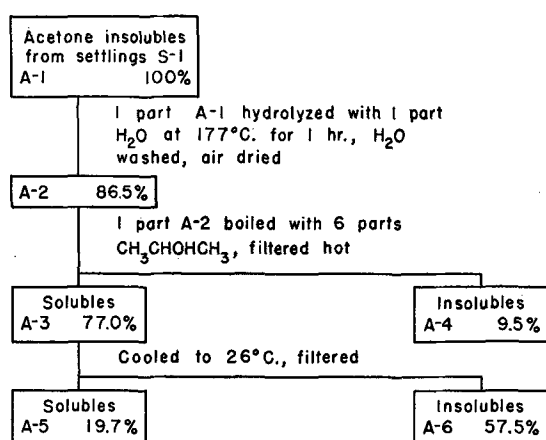 Acetone insolubles
from settlings S-1
A-1 100%
1 part A-1 hydrolyzed with 1 part
H₂O at 177°C. for 1 hr., H₂O
washed, air dried
A-2 86.5%
1 part A-2 boiled with 6 parts
CH₃CHOHCH₃, filtered hot
Solubles
A-3 77.0%
Insolubles
A-4 9.5%
Cooled to 26°C., filtered
Solubles
A-5 19.7%
Insolubles
A-6 57.5%